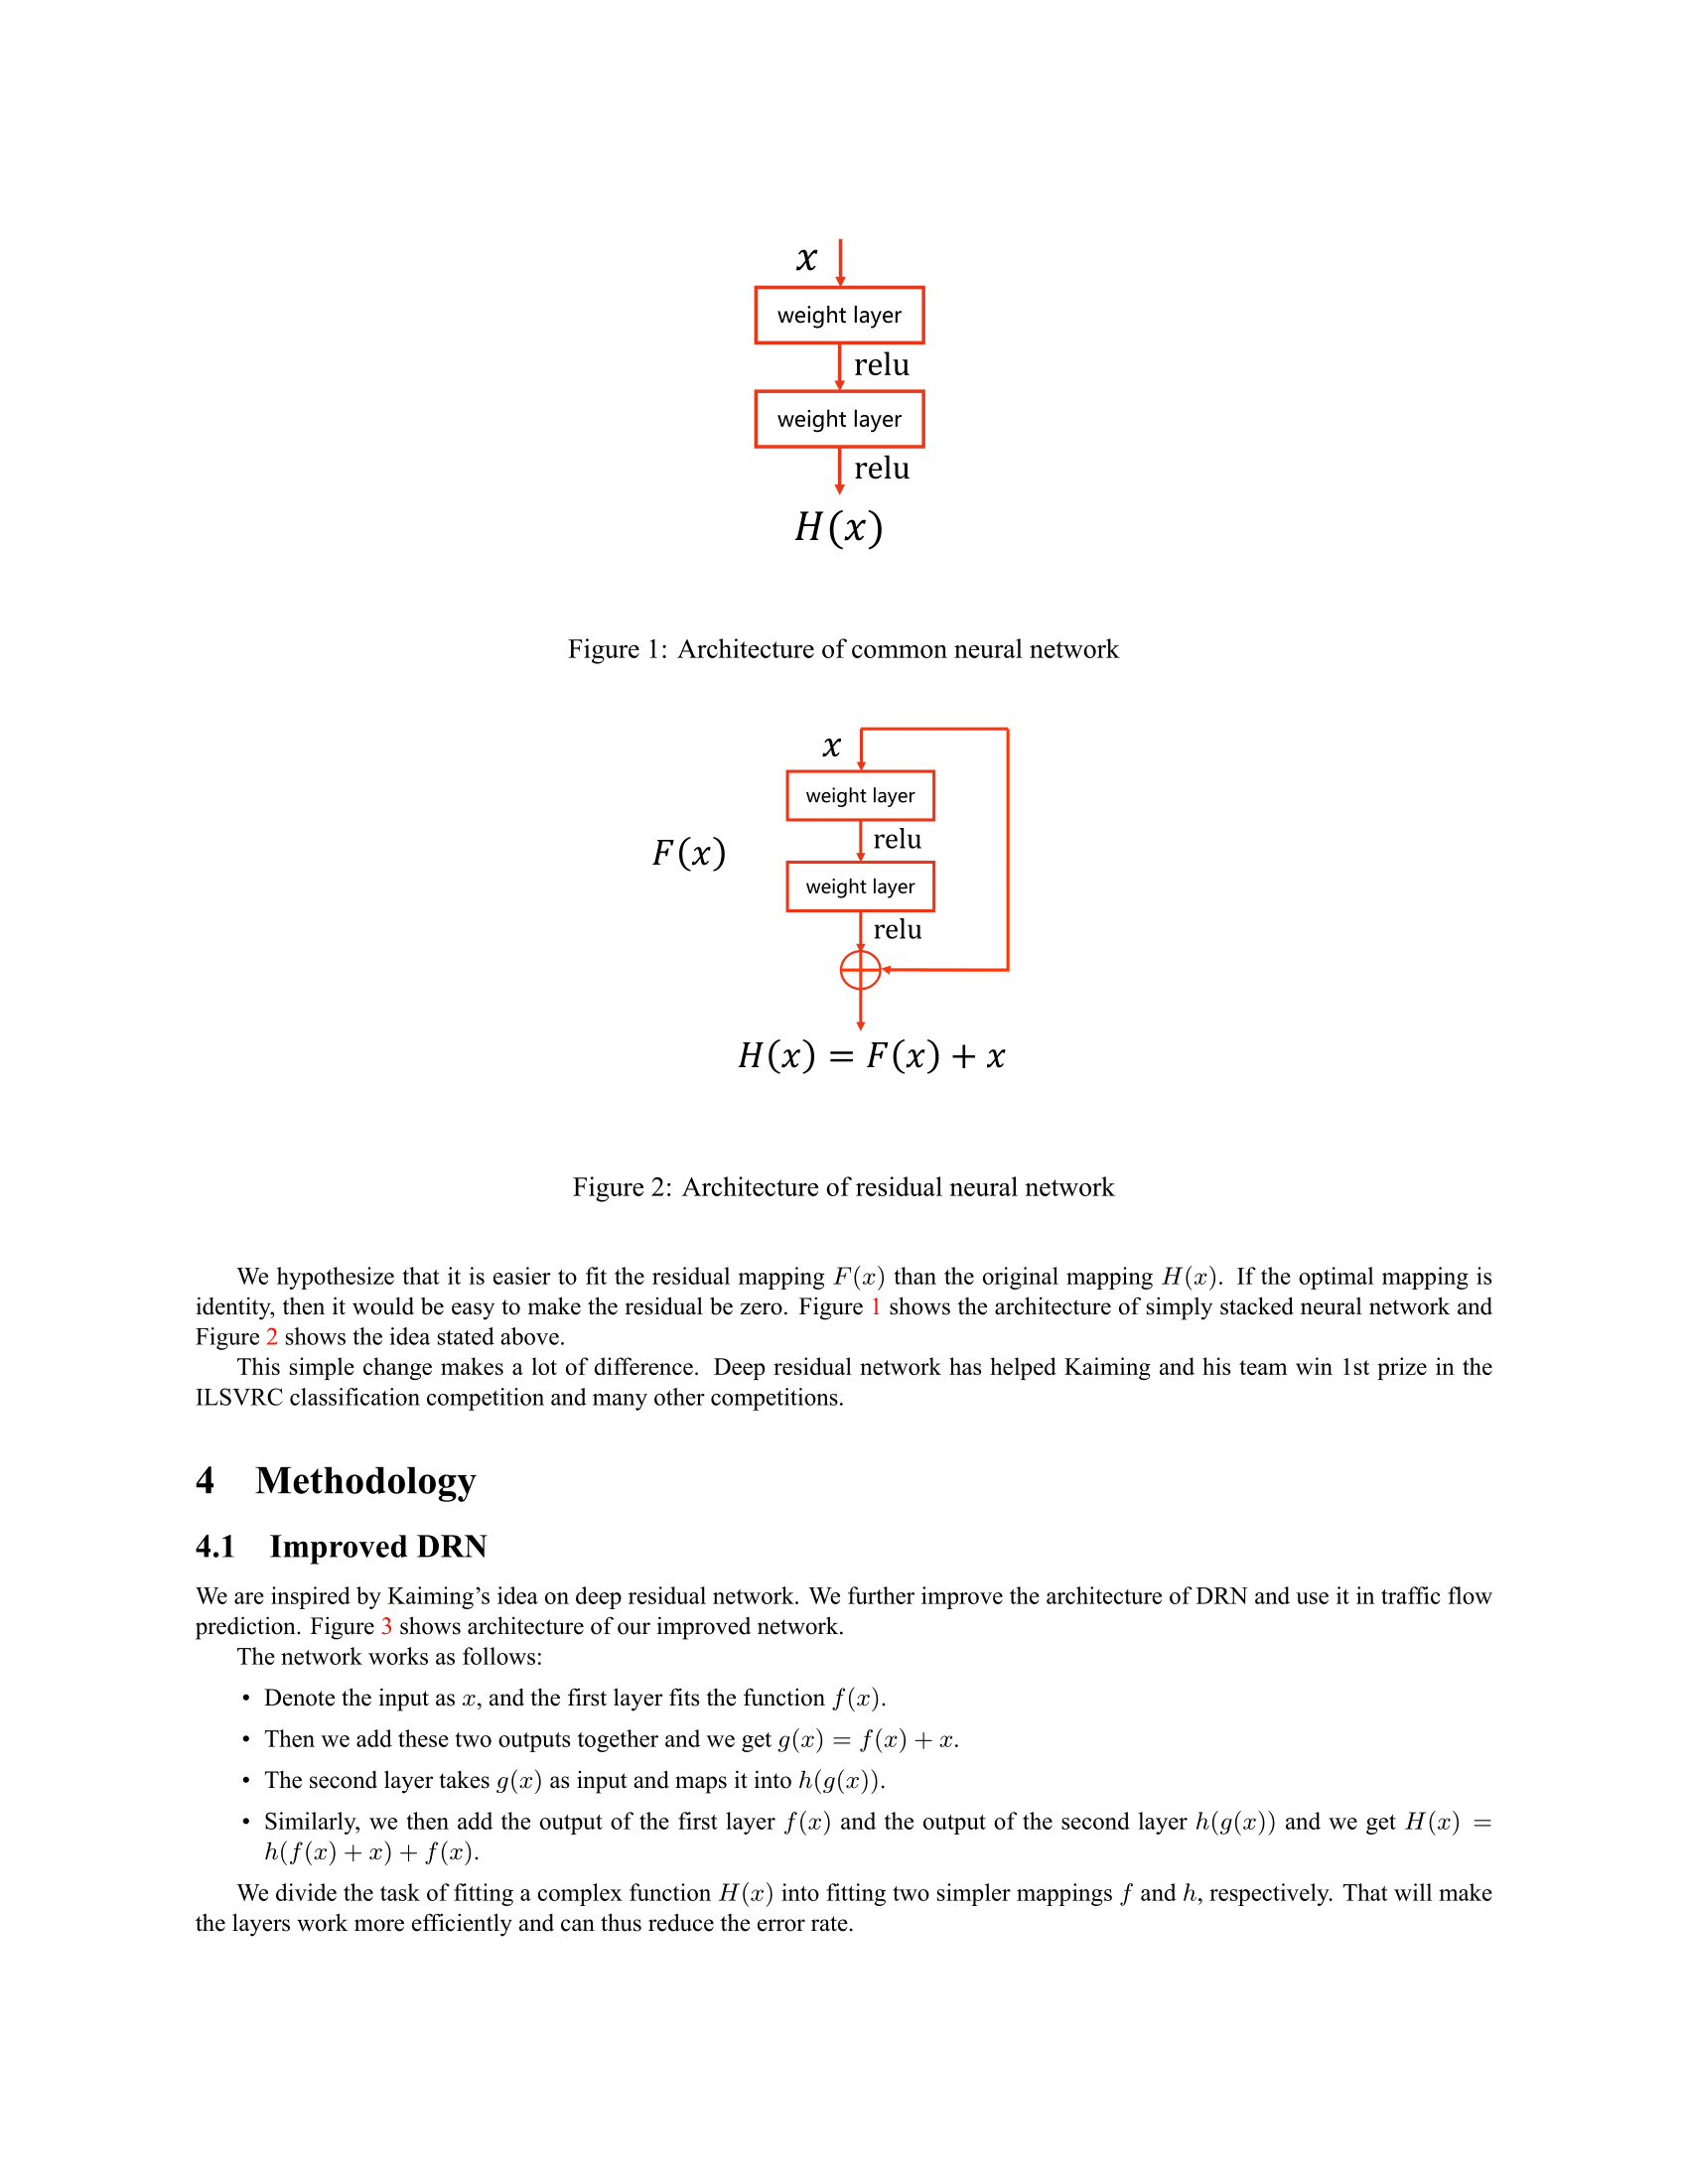 x
weight layer
relu
weight layer
relu
H(x)
Figure 1: Architecture of common neural network
x
weight layer
F(x)
relu
weight layer
relu
H(x) = F(x) + x
Figure 2: Architecture of residual neural network
We hypothesize that it is easier to fit the residual mapping F(x) than the original mapping H(x). If the optimal mapping is
identity, then it would be easy to make the residual be zero. Figure 1 shows the architecture of simply stacked neural network and
Figure 2 shows the idea stated above.
This simple change makes a lot of difference. Deep residual network has helped Kaiming and his team win 1st prize in the
ILSVRC classification competition and many other competitions.
4 Methodology
4.1 Improved DRN
We are inspired by Kaiming’s idea on deep residual network. We further improve the architecture of DRN and use it in traffic flow
prediction. Figure 3 shows architecture of our improved network.
The network works as follows:
• Denote the input as x, and the first layer fits the function f(x).
• Then we add these two outputs together and we get g(x) = f(x) + x.
• The second layer takes g(x) as input and maps it into h(g(x)).
• Similarly, we then add the output of the first layer f(x) and the output of the second layer h(g(x)) and we get H(x) =
h(f(x) + x) + f(x).
We divide the task of fitting a complex function H(x) into fitting two simpler mappings f and h, respectively. That will make
the layers work more efficiently and can thus reduce the error rate.